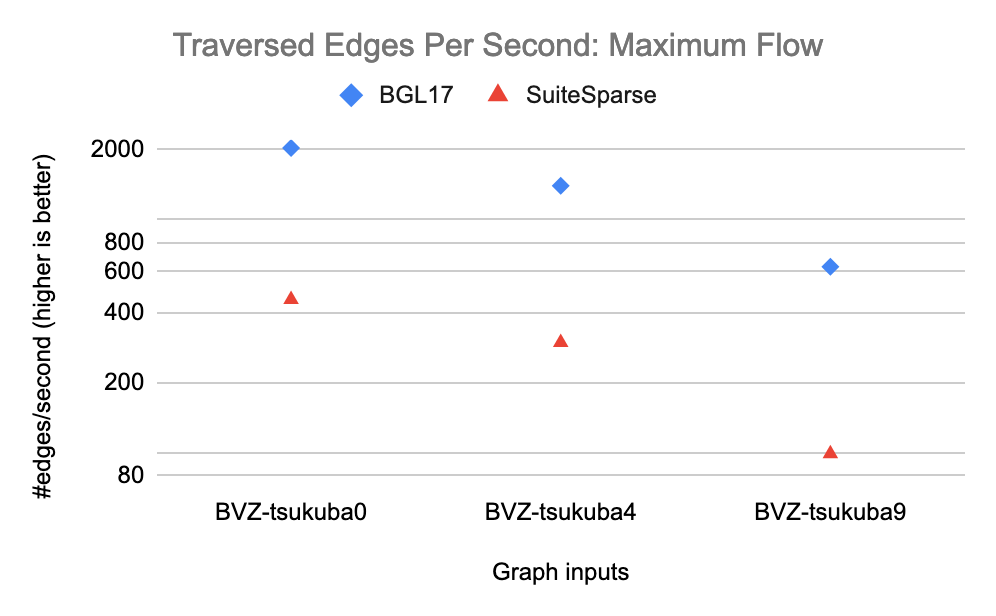 Traversed Edges Per Second: Maximum Flow
BGL17
SuiteSparse
#edges/second (higher is better)
2000
800
600
400
200
80
BVZ-tsukuba0
BVZ-tsukuba4
BVZ-tsukuba9
Graph inputs